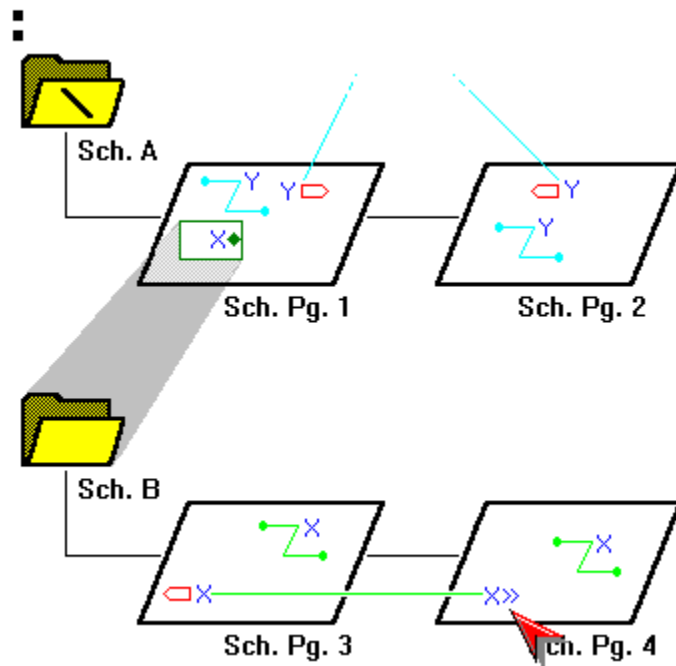 :
Sch. A
Y
Y
X
Sch. Pg. 1
Y
Y
Sch. Pg. 2
Sch. B
X
X
Sch. Pg. 3
X
X»
ch. Pg. 4